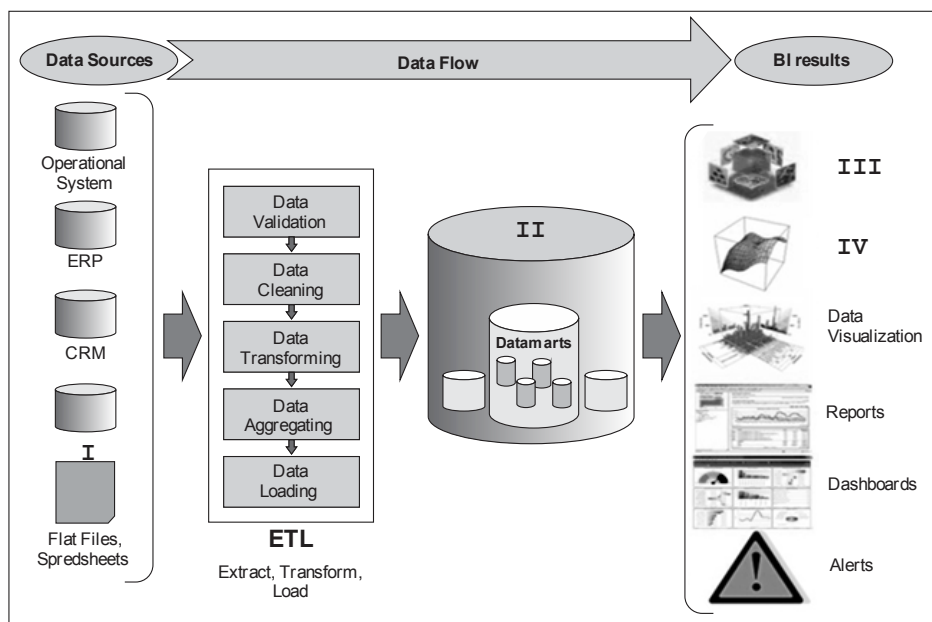 Data Sources
Data Flow
BI results
Operational
System
ERP
CRM
I
Flat Files,
Spredsheets
Data
Validation
Data
Cleaning
Data
Transforming
Data
Aggregating
Data
Loading
ETL
Extract, Transform,
Load
II
Datamarts
III
IV
Data
Visualization
Reports
Dashboards
Alerts